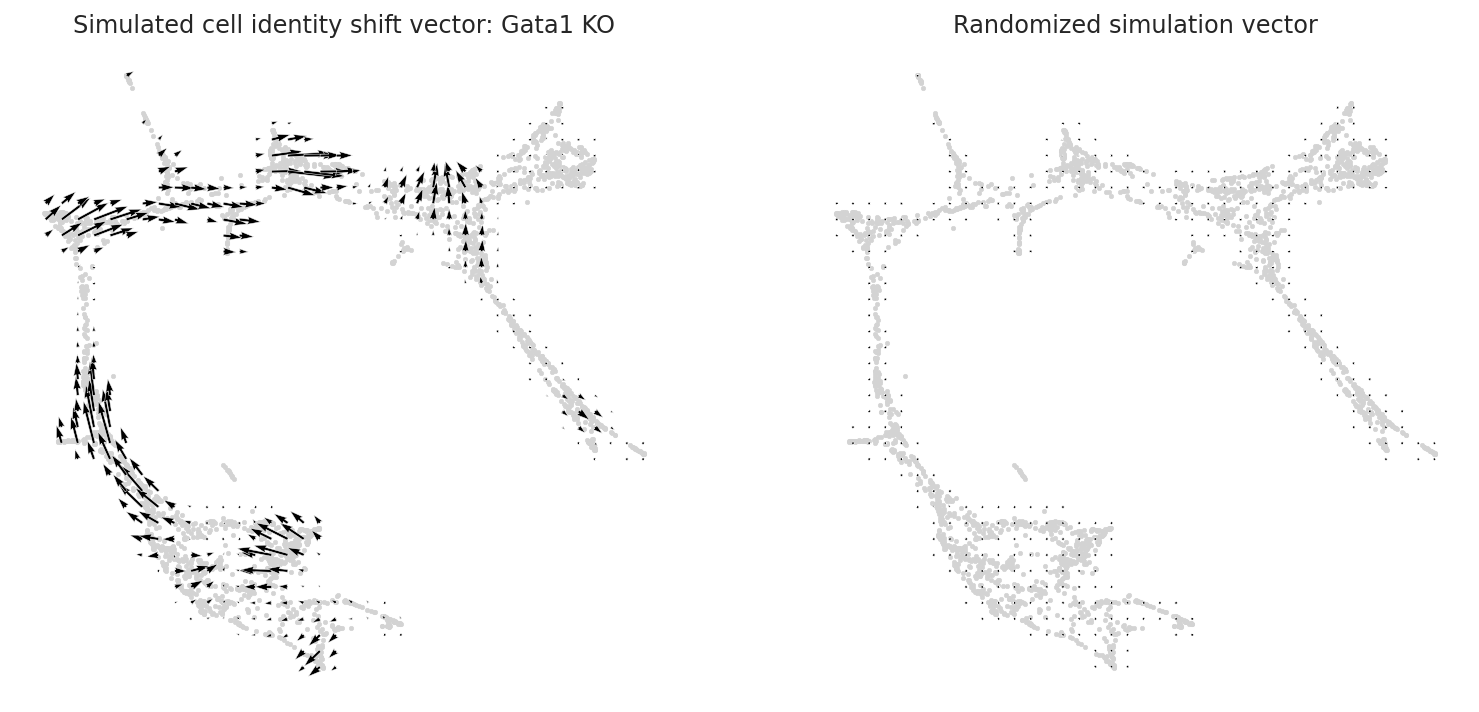 Simulated cell identity shift vector: Gata1 KO
Randomized simulation vector